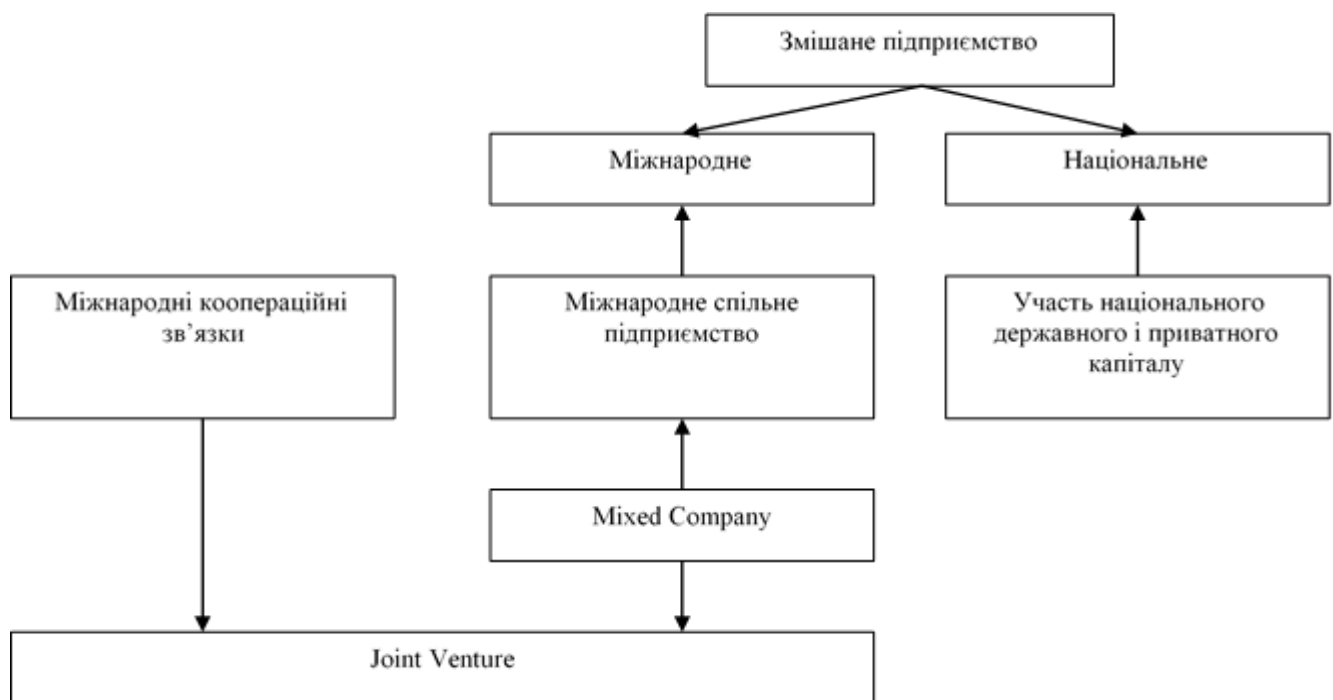 Змішане підприємство
Міжнародне
Національне
Міжнародні коопераційні
зв’язки
Міжнародне спільне
підприємство
Участь національного
державного і приватного
капіталу
Mixed Company
Joint Venture